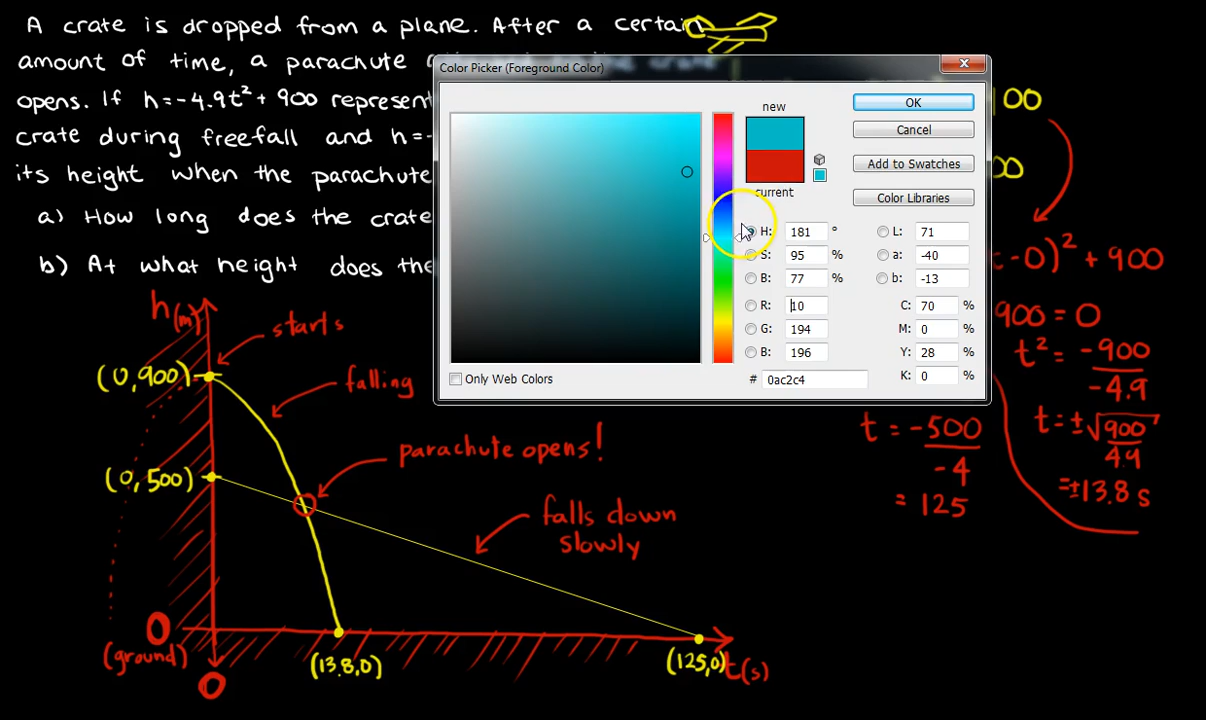 A crate is dropped from a plane. After a certain
amount of time, a parachute
opens. If h=-4.9t²+900 represent
crate during freefall and h=-
its height when the parachute
a) How long does the crate
b) At what height does the
Color Picker (Foreground Color)
new
current
OK
Cancel
Add to Swatches
Color Libraries
H: 181 °
S: 95 %
B: 77 %
R: 10
G: 194
B: 196
L: 71
a: -40
b: -13
C: 70 %
M: 0 %
Y: 28 %
K: 0 %
Only Web Colors
# 0ac2c4
100
00
-0)² + 900
900 = 0
t² = -900
-4.9
t = ±√900
4.9
=±13.8 s
t = -500
-4
= 125
h(m)
starts
(0,900)
falling
parachute opens!
(0,500)
falls down
slowly
0
(ground)
0
(13.8,0)
(125,0)
t(s)